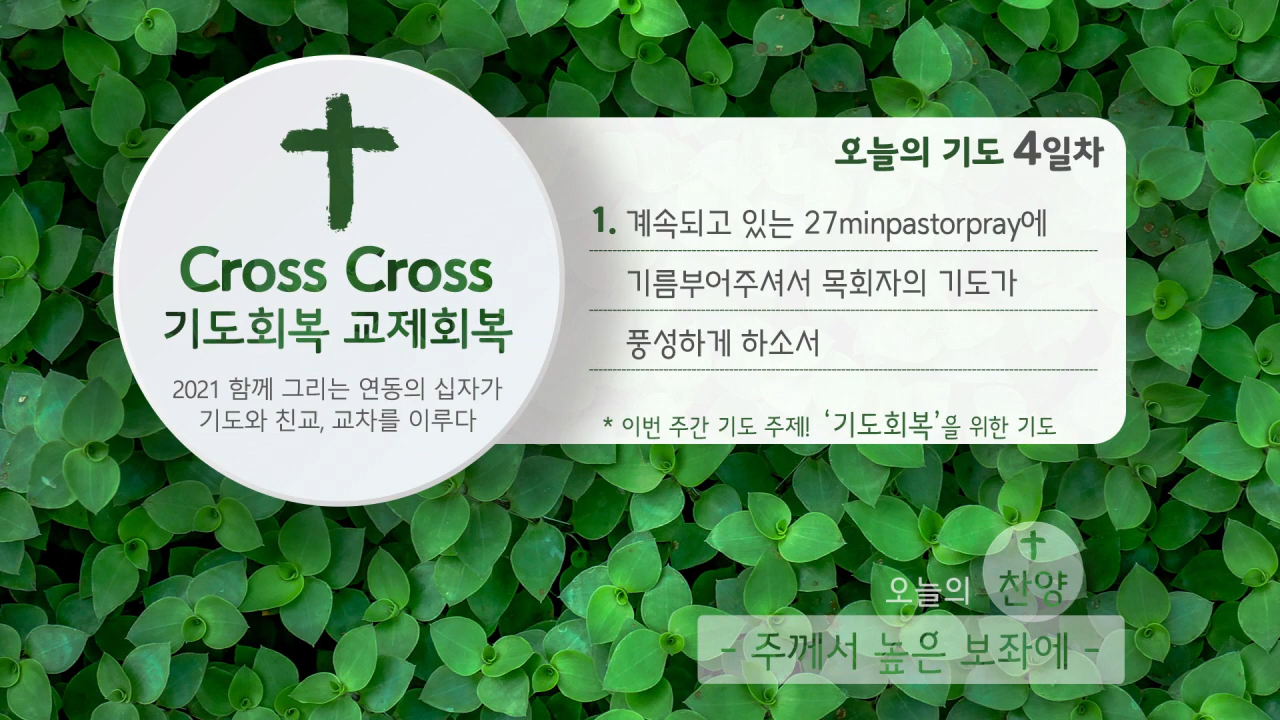 Cross Cross
기도회복 교제회복
2021 함께 그리는 연동의 십자가
기도와 친교, 교차를 이루다
오늘의 기도 4일차
1. 계속되고 있는 27minpastorpray에
기름부어주셔서 목회자의 기도가
풍성하게 하소서
* 이번 주간 기도 주제! ‘기도회복’을 위한 기도
오늘의 찬양
- 주께서 높은 보좌에 -